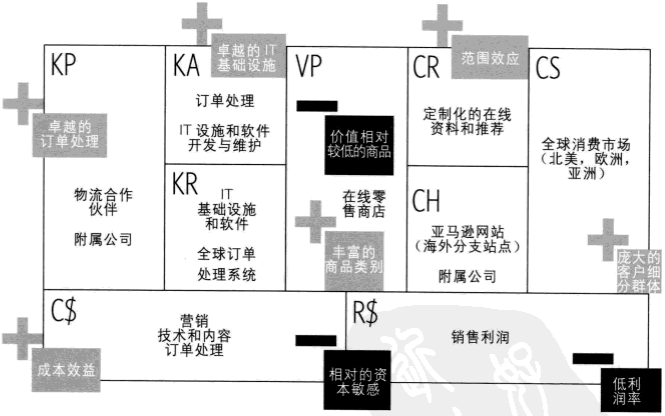 KP
卓越的
订单处理
物流合作
伙伴
附属公司
KA
卓越的 IT
基础设施
订单处理
IT 设施和软件
开发与维护
KR
IT
基础设施
和软件
全球订单
处理系统
VP
价值相对
较低的商品
在线零
售商店
丰富的
商品类别
CR
范围效应
定制化的在线
资料和推荐
CH
亚马逊网站
(海外分支站点)
附属公司
CS
全球消费市场
(北美，欧洲，
亚洲)
庞大的
客户细
分群体
C$
营销
技术和内容
订单处理
成本效益
相对的资
本敏感
R$
销售利润
低利
润率